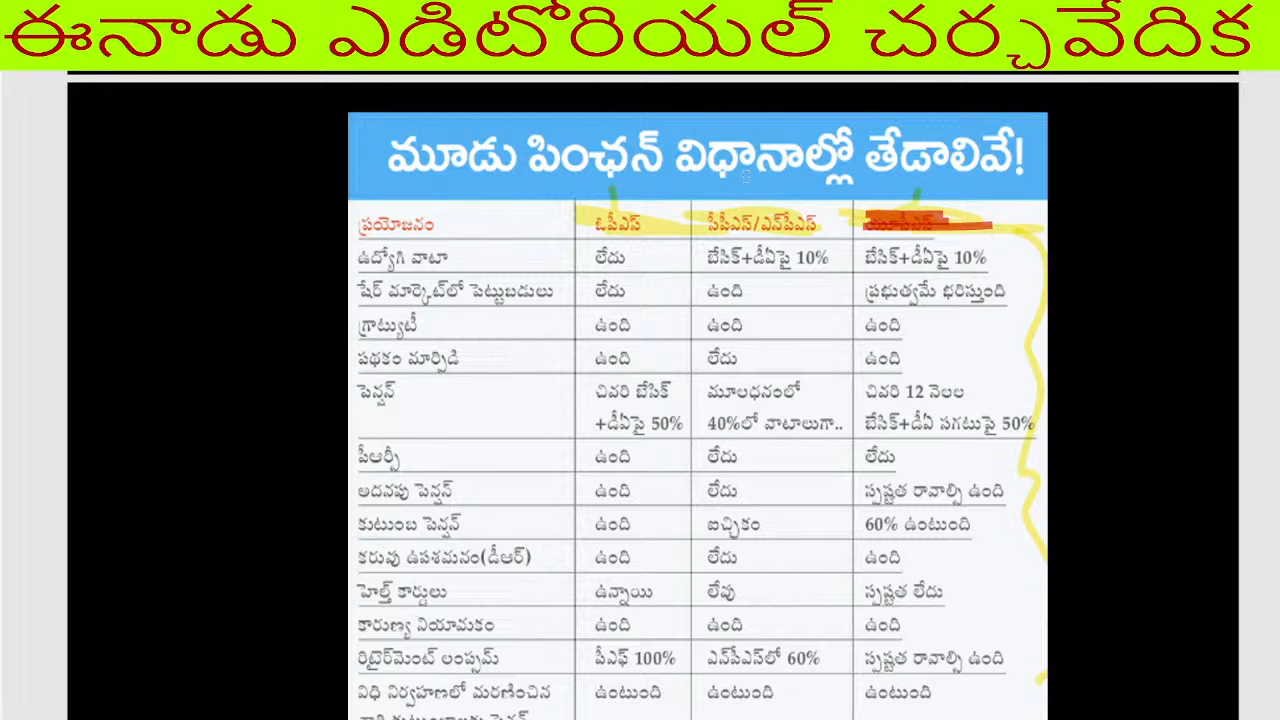 ఈనాడు ఎడిటోరియల్ చర్చవేదిక
మూడు పింఛన్ విధానాల్లో తేడాలివే!
ప్రయోజనం ఓపీఎస్ సీపీఎస్/ఎన్‌పీఎస్ యూపీఎస్
ఉద్యోగి వాటా లేదు బేసిక్+డీఏపై 10% బేసిక్+డీఏపై 10%
షేర్ మార్కెట్‌లో పెట్టుబడులు లేదు ఉంది ప్రభుత్వమే భరిస్తుంది
గ్రాట్యుటీ ఉంది ఉంది ఉంది
పథకం మార్పిడి ఉంది లేదు ఉంది
పెన్షన్ చివరి బేసిక్ మూలధనంలో చివరి 12 నెలల
+డీఏపై 50% 40%లో వాటాలుగా.. బేసిక్+డీఏ సగటుపై 50%
పీఆర్సీ ఉంది లేదు లేదు
అదనపు పెన్షన్ ఉంది లేదు స్పష్టత రావాల్సి ఉంది
కుటుంబ పెన్షన్ ఉంది ఐచ్ఛికం 60% ఉంటుంది
కరువు ఉపశమనం(డీఆర్) ఉంది లేదు ఉంది
హెల్త్ కార్డులు ఉన్నాయి లేవు స్పష్టత లేదు
కారుణ్య నియామకం ఉంది ఉంది ఉంది
రిటైర్‌మెంట్ లంప్సమ్ పీఎఫ్ 100% ఎన్‌పీఎస్‌లో 60% స్పష్టత రావాల్సి ఉంది
విధి నిర్వహణలో మరణించిన ఉంటుంది ఉంటుంది ఉంటుంది